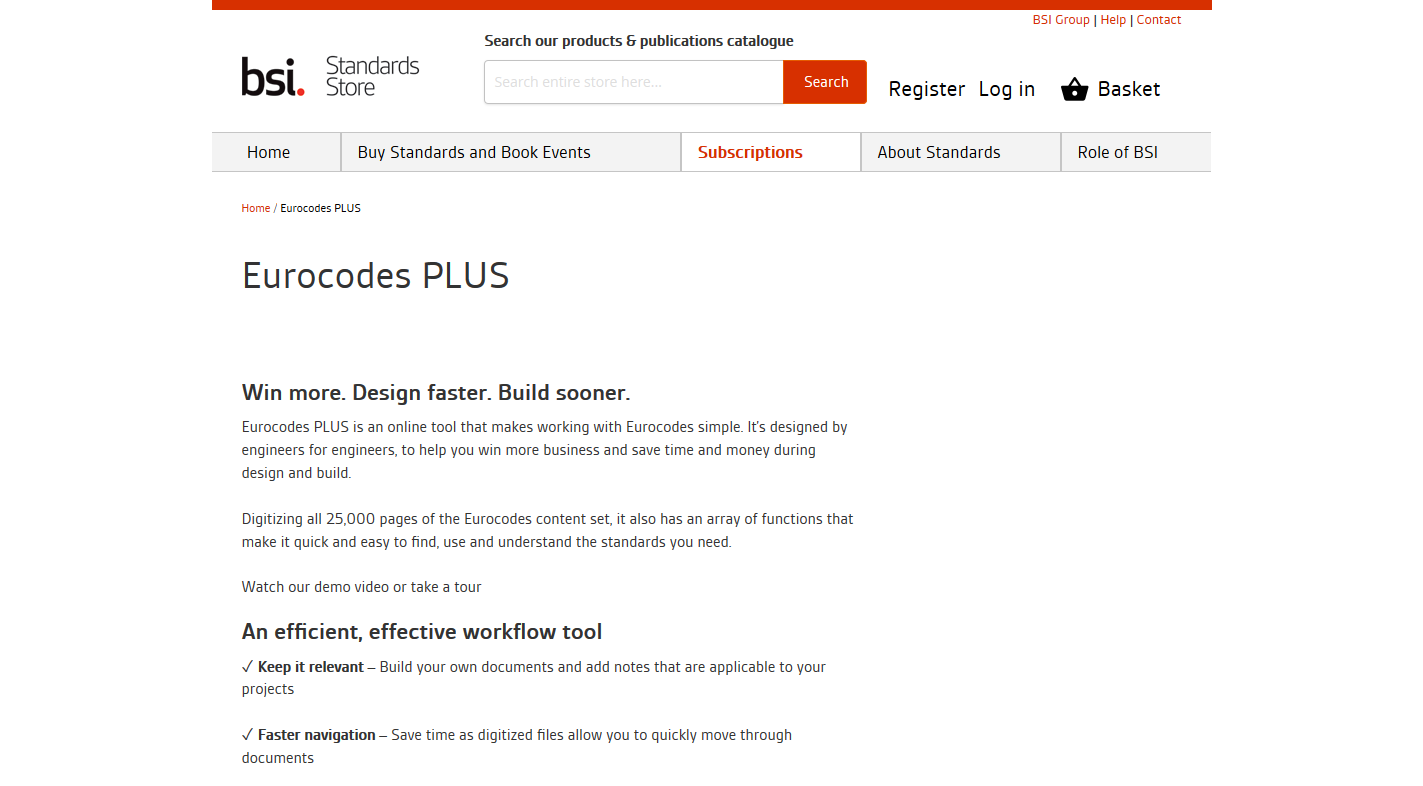 BSI Group | Help | Contact
Search our products & publications catalogue
bsi. Standards Store
Search entire store here...
Search
Register Log in Basket
Home
Buy Standards and Book Events
Subscriptions
About Standards
Role of BSI
Home / Eurocodes PLUS
Eurocodes PLUS
Win more. Design faster. Build sooner.
Eurocodes PLUS is an online tool that makes working with Eurocodes simple. It's designed by
engineers for engineers, to help you win more business and save time and money during
design and build.
Digitizing all 25,000 pages of the Eurocodes content set, it also has an array of functions that
make it quick and easy to find, use and understand the standards you need.
Watch our demo video or take a tour
An efficient, effective workflow tool
✓ Keep it relevant – Build your own documents and add notes that are applicable to your
projects
✓ Faster navigation – Save time as digitized files allow you to quickly move through
documents